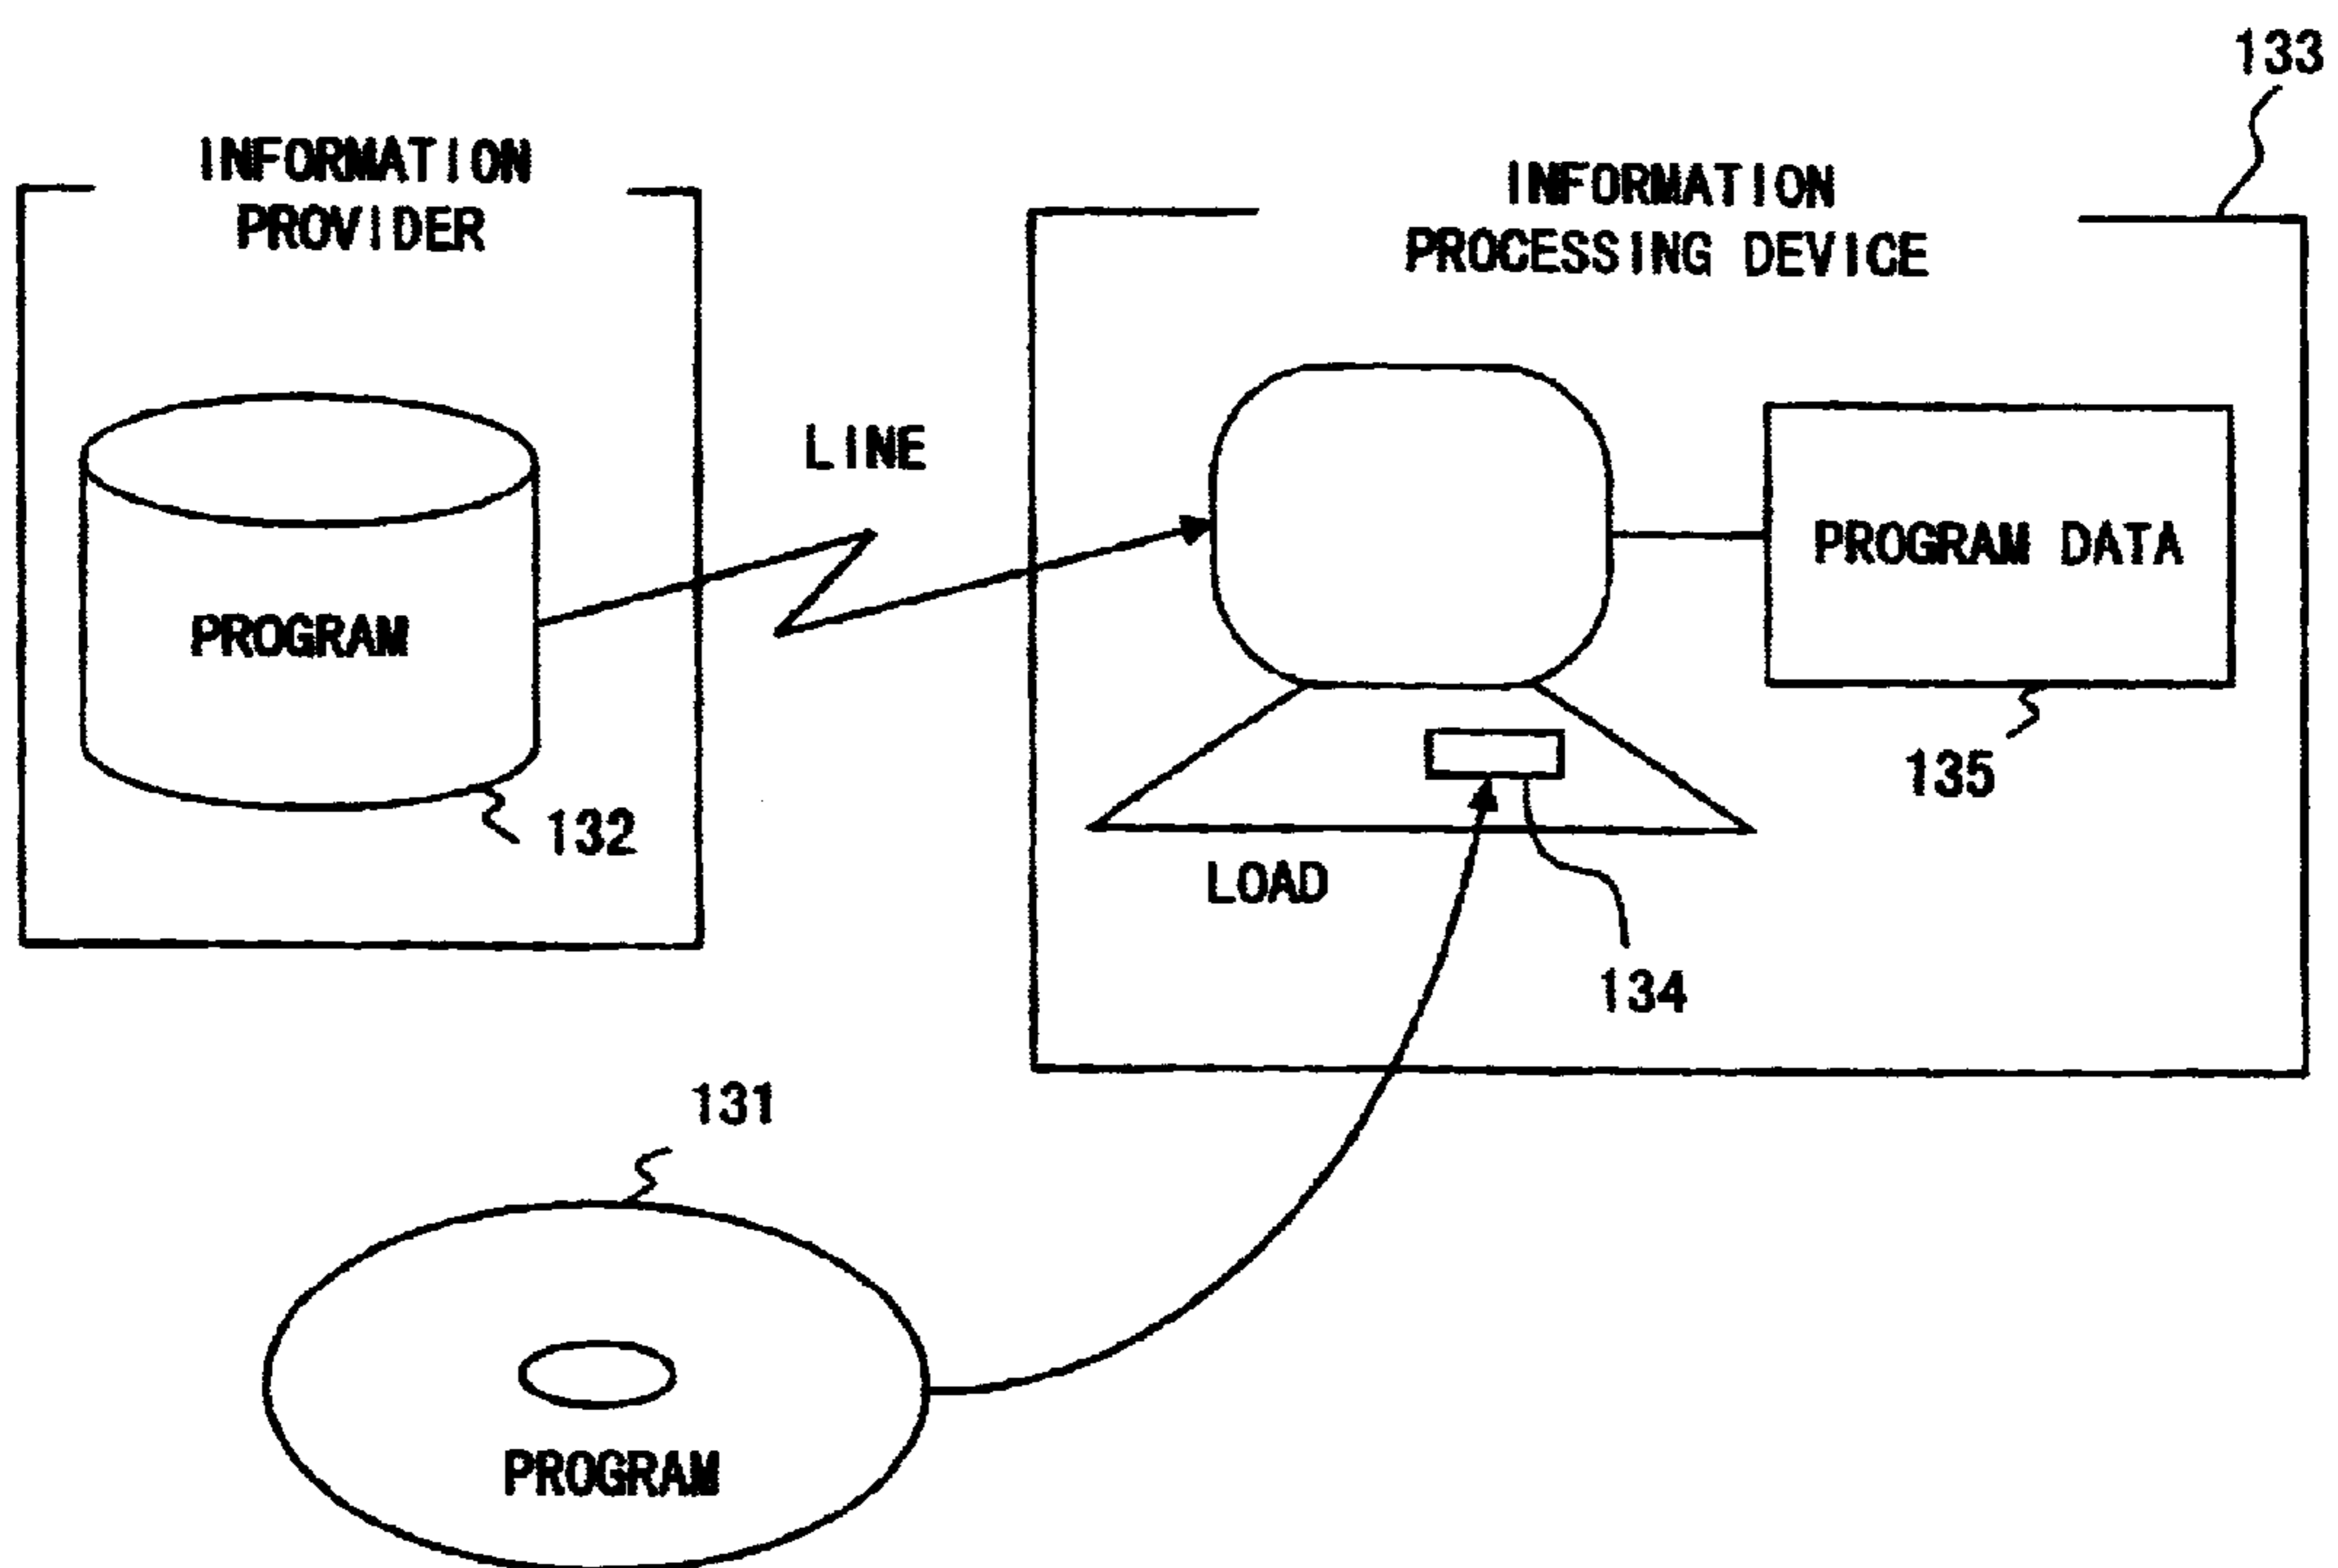 133
INFORMATION
PROVIDER
INFORMATION
PROCESSING DEVICE
LINE
PROGRAM DATA
PROGRAM
135
132
LOAD
134
131
PROGRAM